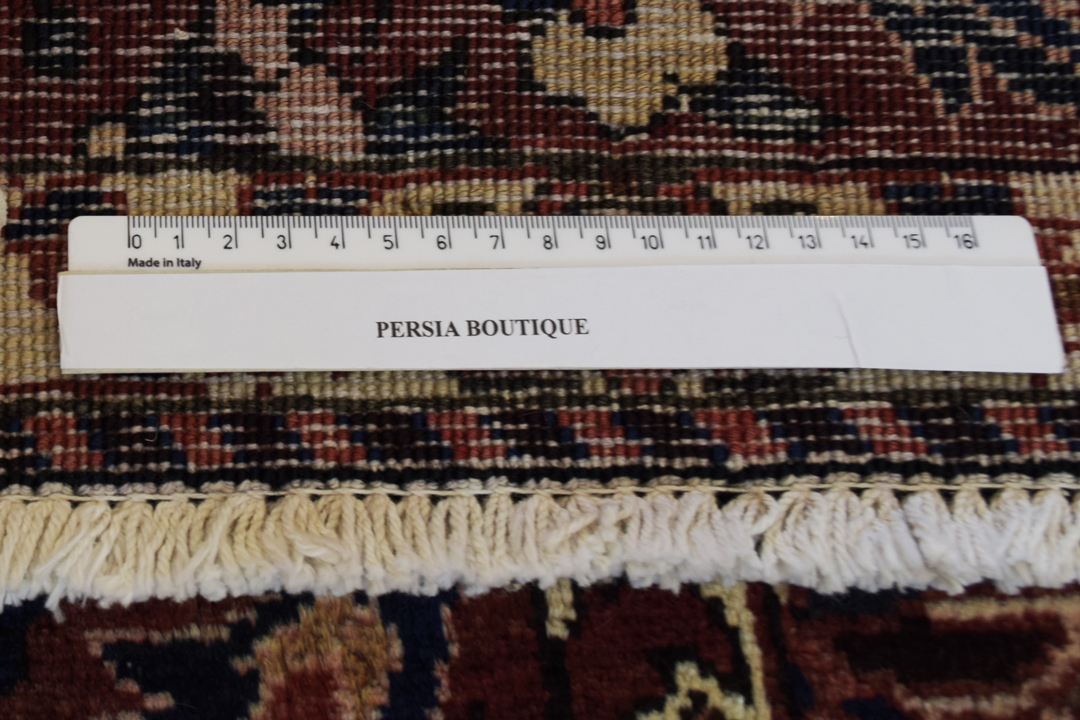 0 1 2 3 4 5 6 7 8 9 10 11 12 13 14 15 16
Made in Italy
PERSIA BOUTIQUE